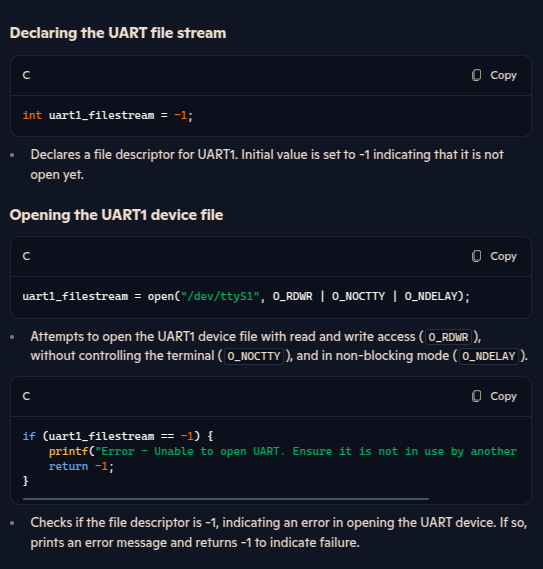 Declaring the UART file stream
C
Copy
int uart1_filestream = -1;
• Declares a file descriptor for UART1. Initial value is set to -1 indicating that it is not
open yet.
Opening the UART1 device file
C
Copy
uart1_filestream = open("/dev/ttyS1", O_RDWR | O_NOCTTY | O_NDELAY);
• Attempts to open the UART1 device file with read and write access ( O_RDWR ),
without controlling the terminal ( O_NOCTTY ), and in non-blocking mode ( O_NDELAY ).
C
Copy
if (uart1_filestream == -1) {
    printf("Error - Unable to open UART. Ensure it is not in use by another
    return -1;
}
• Checks if the file descriptor is -1, indicating an error in opening the UART device. If so,
prints an error message and returns -1 to indicate failure.